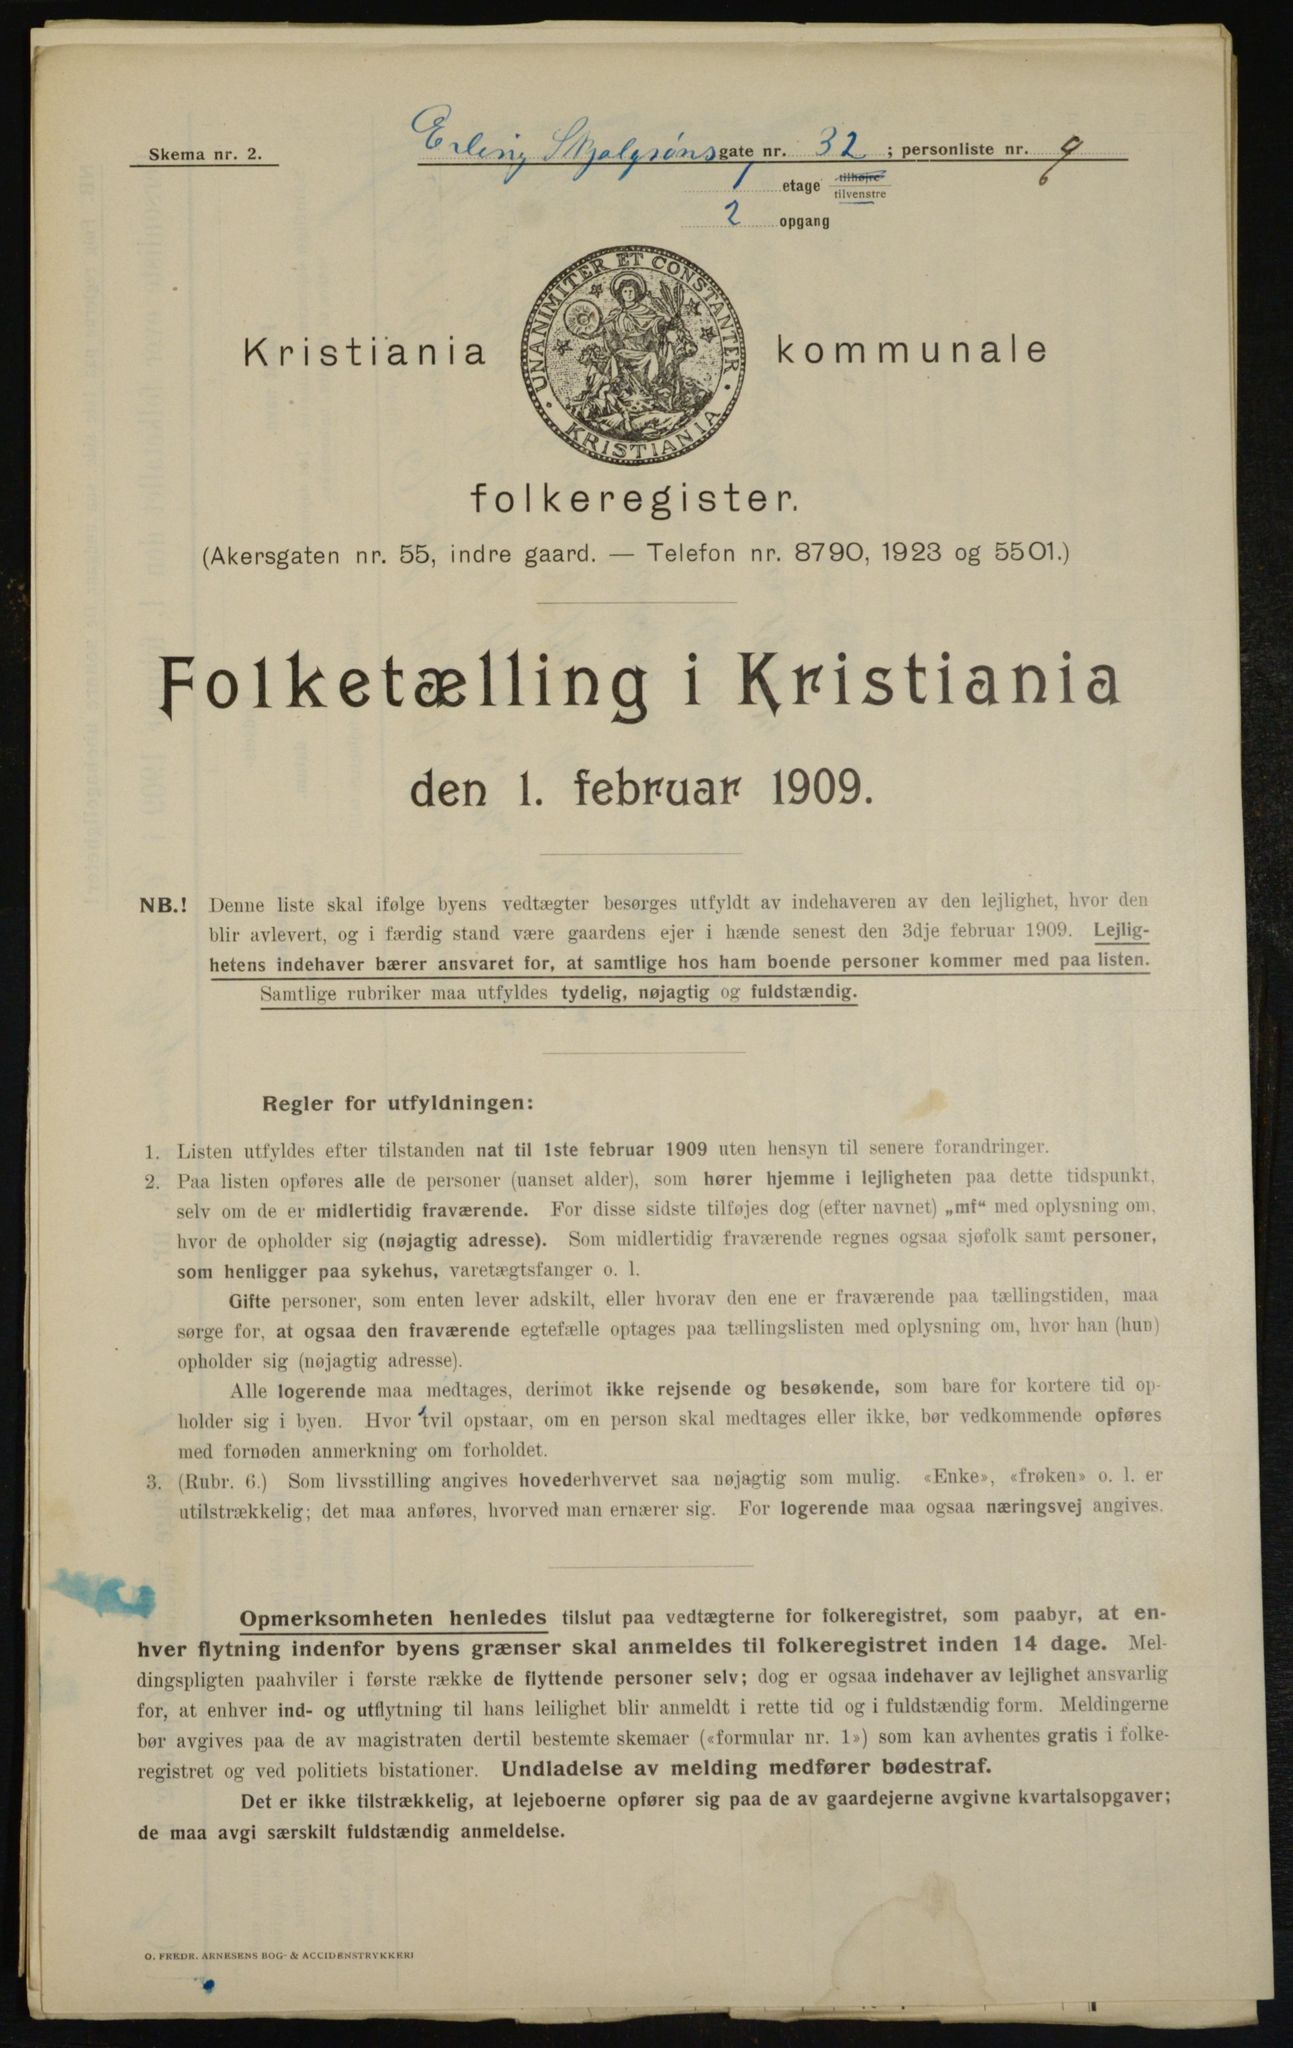 Skema nr. 2.
Erling Skjalgsøns gate nr. 32 ; personliste nr. 9
1 etage tilhøjre tilvenstre
2 opgang
UNANIMITER ET CONSTANTER · KRISTIANIA ·
Kristiania kommunale
folkeregister.
(Akersgaten nr. 55, indre gaard. — Telefon nr. 8790, 1923 og 5501.)
Folketælling i Kristiania
den 1. februar 1909.
NB.! Denne liste skal ifølge byens vedtægter besørges utfyldt av indehaveren av den lejlighet, hvor den
blir avlevert, og i færdig stand være gaardens ejer i hænde senest den 3dje februar 1909. Lejlig-
hetens indehaver bærer ansvaret for, at samtlige hos ham boende personer kommer med paa listen.
Samtlige rubriker maa utfyldes tydelig, nøjagtig og fuldstændig.
Regler for utfyldningen:
1. Listen utfyldes efter tilstanden nat til 1ste februar 1909 uten hensyn til senere forandringer.
2. Paa listen opføres alle de personer (uanset alder), som hører hjemme i lejligheten paa dette tidspunkt,
selv om de er midlertidig fraværende. For disse sidste tilføjes dog (efter navnet) „mf“ med oplysning om,
hvor de opholder sig (nøjagtig adresse). Som midlertidig fraværende regnes ogsaa sjøfolk samt personer,
som henligger paa sykehus, varetægtsfanger o. l.
Gifte personer, som enten lever adskilt, eller hvorav den ene er fraværende paa tællingstiden, maa
sørge for, at ogsaa den fraværende egtefælle optages paa tællingslisten med oplysning om, hvor han (hun)
opholder sig (nøjagtig adresse).
Alle logerende maa medtages, derimot ikke rejsende og besøkende, som bare for kortere tid op-
holder sig i byen. Hvor tvil opstaar, om en person skal medtages eller ikke, bør vedkommende opføres
med fornøden anmerkning om forholdet.
3. (Rubr. 6.) Som livsstilling angives hovederhvervet saa nøjagtig som mulig. «Enke», «frøken» o. l. er
utilstrækkelig; det maa anføres, hvorved man ernærer sig. For logerende maa ogsaa næringsvej angives.
Opmerksomheten henledes tilslut paa vedtægterne for folkeregistret, som paabyr, at en-
hver flytning indenfor byens grænser skal anmeldes til folkeregistret inden 14 dage. Mel-
dingspligten paahviler i første række de flyttende personer selv; dog er ogsaa indehaver av lejlighet ansvarlig
for, at enhver ind- og utflytning til hans leilighet blir anmeldt i rette tid og i fuldstændig form. Meldingerne
bør avgives paa de av magistraten dertil bestemte skemaer («formular nr. 1») som kan avhentes gratis i folke-
registret og ved politiets bistationer. Undladelse av melding medfører bødestraf.
Det er ikke tilstrækkelig, at lejeboerne opfører sig paa de av gaardejerne avgivne kvartalsopgaver;
de maa avgi særskilt fuldstændig anmeldelse.
O. FREDR. ARNESENS BOG- & ACCIDENSTRYKKERI